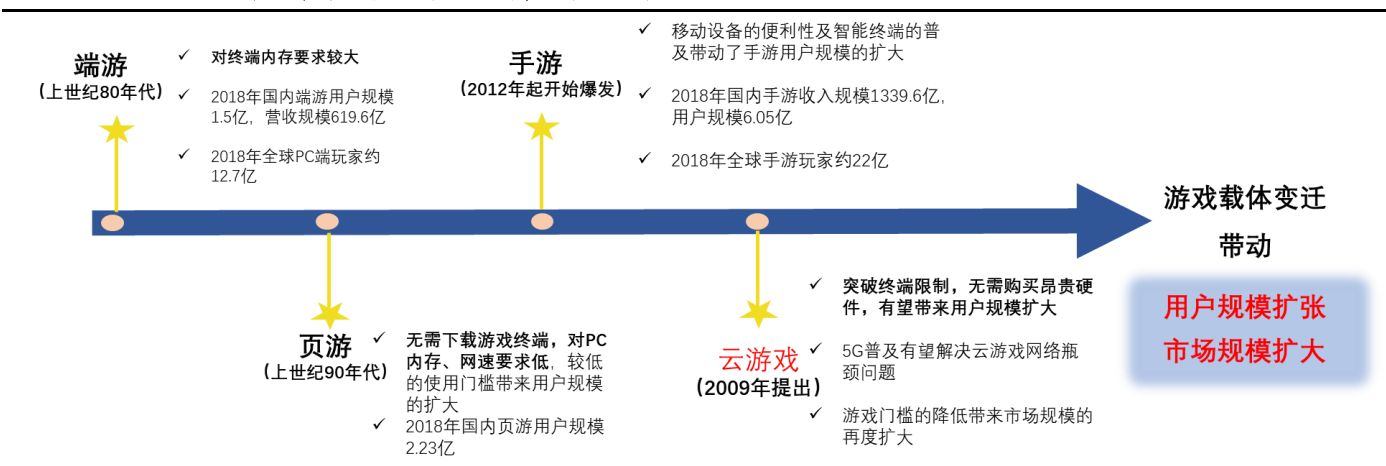 端游
（上世纪80年代）
✓ 对终端内存要求较大
✓ 2018年国内端游用户规模
1.5亿，营收规模619.6亿
✓ 2018年全球PC端玩家约
12.7亿
手游
（2012年起开始爆发）
✓ 移动设备的便利性及智能终端的普
及带动了手游用户规模的扩大
✓ 2018年国内手游收入规模1339.6亿，
用户规模6.05亿
✓ 2018年全球手游玩家约22亿
页游
（上世纪90年代）
✓ 无需下载游戏终端，对PC
内存、网速要求低，较低
的使用门槛带来用户规模
的扩大
✓ 2018年国内页游用户规模
2.23亿
云游戏
（2009年提出）
✓ 突破终端限制，无需购买昂贵硬
件，有望带来用户规模扩大
✓ 5G普及有望解决云游戏网络瓶
颈问题
✓ 游戏门槛的降低带来市场规模的
再度扩大
游戏载体变迁
带动
用户规模扩张
市场规模扩大